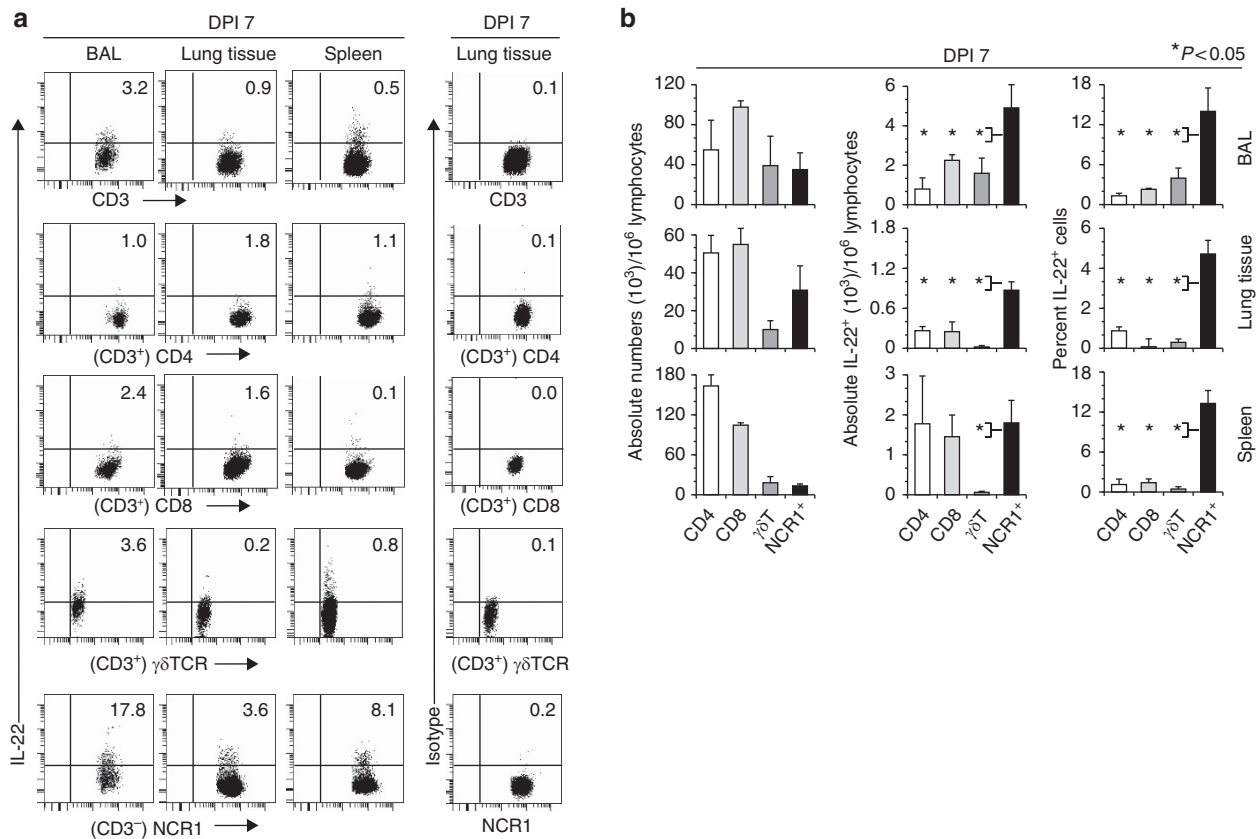 a
DPI 7
DPI 7
BAL
Lung tissue
Spleen
Lung tissue
3.2
0.9
0.5
0.1
CD3
CD3
1.0
1.8
1.1
0.1
(CD3+) CD4
(CD3+) CD4
2.4
1.6
0.1
0.0
(CD3+) CD8
(CD3+) CD8
3.6
0.2
0.8
0.1
(CD3+) γδTCR
(CD3+) γδTCR
17.8
3.6
8.1
0.2
IL-22
Isotype
(CD3−) NCR1
NCR1
b
DPI 7
*P<0.05
Absolute numbers (10³)/10⁶ lymphocytes
120
80
40
0
60
40
20
0
180
120
60
0
CD4
CD8
γδT
NCR1+
Absolute IL-22+ (10³)/10⁶ lymphocytes
6
4
2
0
* * *
1.8
1.2
0.6
0
* * *
3
2
1
0
*
CD4
CD8
γδT
NCR1+
Percent IL-22+ cells
18
12
6
0
* * *
6
4
2
0
* * *
18
12
6
0
* * *
CD4
CD8
γδT
NCR1+
BAL
Lung tissue
Spleen